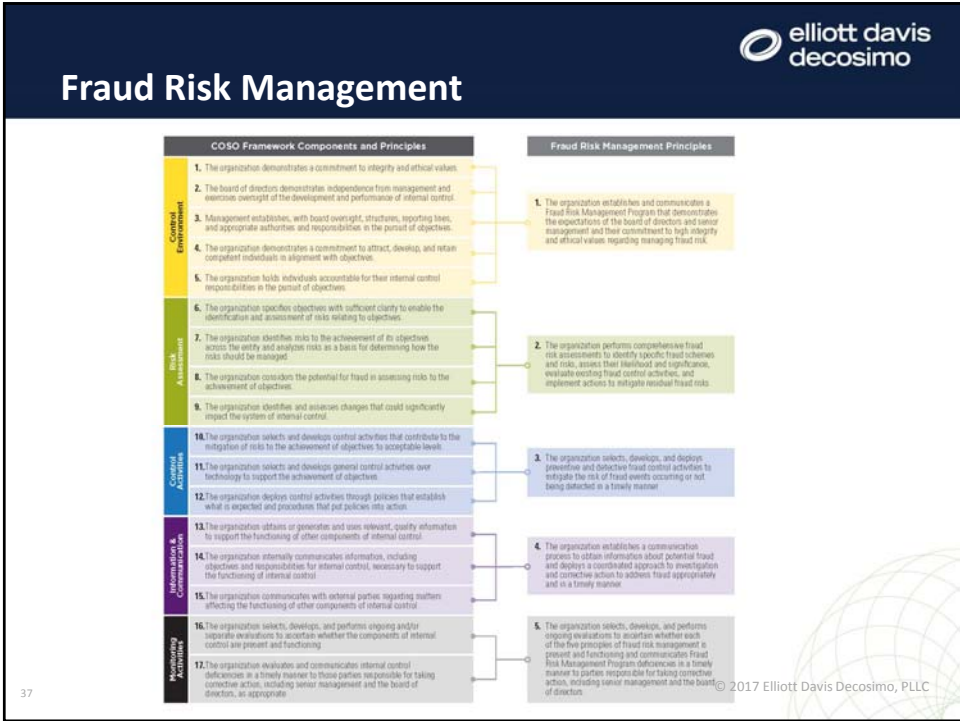 elliott davis
decosimo
Fraud Risk Management
COSO Framework Components and Principles
Control
Environment
1. The organization demonstrates a commitment to integrity and ethical values.
2. The board of directors demonstrates independence from management and
exercises oversight of the development and performance of internal control.
3. Management establishes, with board oversight, structures, reporting lines,
and appropriate authorities and responsibilities in the pursuit of objectives.
4. The organization demonstrates a commitment to attract, develop, and retain
competent individuals in alignment with objectives.
5. The organization holds individuals accountable for their internal control
responsibilities in the pursuit of objectives.
Risk
Assessment
6. The organization specifies objectives with sufficient clarity to enable the
identification and assessment of risks relating to objectives.
7. The organization identifies risks to the achievement of its objectives
across the entity and analyzes risks as a basis for determining how the
risks should be managed.
8. The organization considers the potential for fraud in assessing risks to the
achievement of objectives.
9. The organization identifies and assesses changes that could significantly
impact the system of internal control.
Control
Activities
10. The organization selects and develops control activities that contribute to the
mitigation of risks to the achievement of objectives to acceptable levels.
11. The organization selects and develops general control activities over
technology to support the achievement of objectives.
12. The organization deploys control activities through policies that establish
what is expected and procedures that put policies into action.
Information &
Communication
13. The organization obtains or generates and uses relevant, quality information
to support the functioning of other components of internal control.
14. The organization internally communicates information, including
objectives and responsibilities for internal control, necessary to support
the functioning of internal control.
15. The organization communicates with external parties regarding matters
affecting the functioning of other components of internal control.
Monitoring
Activities
16. The organization selects, develops, and performs ongoing and/or
separate evaluations to ascertain whether the components of internal
control are present and functioning.
17. The organization evaluates and communicates internal control
deficiencies in a timely manner to those parties responsible for taking
corrective action, including senior management and the board of
directors, as appropriate.
Fraud Risk Management Principles
1. The organization establishes and communicates a
Fraud Risk Management Program that demonstrates
the expectations of the board of directors and senior
management and their commitment to high integrity
and ethical values regarding managing fraud risk.
2. The organization performs comprehensive fraud
risk assessments to identify specific fraud schemes
and risks, assess their likelihood and significance,
evaluate existing fraud control activities, and
implement actions to mitigate residual fraud risks.
3. The organization selects, develops, and deploys
preventive and detective fraud control activities to
mitigate the risk of fraud events occurring or not
being detected in a timely manner.
4. The organization establishes a communication
process to obtain information about potential fraud
and deploys a coordinated approach to investigation
and corrective action to address fraud appropriately
and in a timely manner.
5. The organization selects, develops, and performs
ongoing evaluations to ascertain whether each
of the five principles of fraud risk management is
present and functioning and communicates Fraud
Risk Management Program deficiencies in a timely
manner to parties responsible for taking corrective
action, including senior management and the board
of directors.
37
© 2017 Elliott Davis Decosimo, PLLC